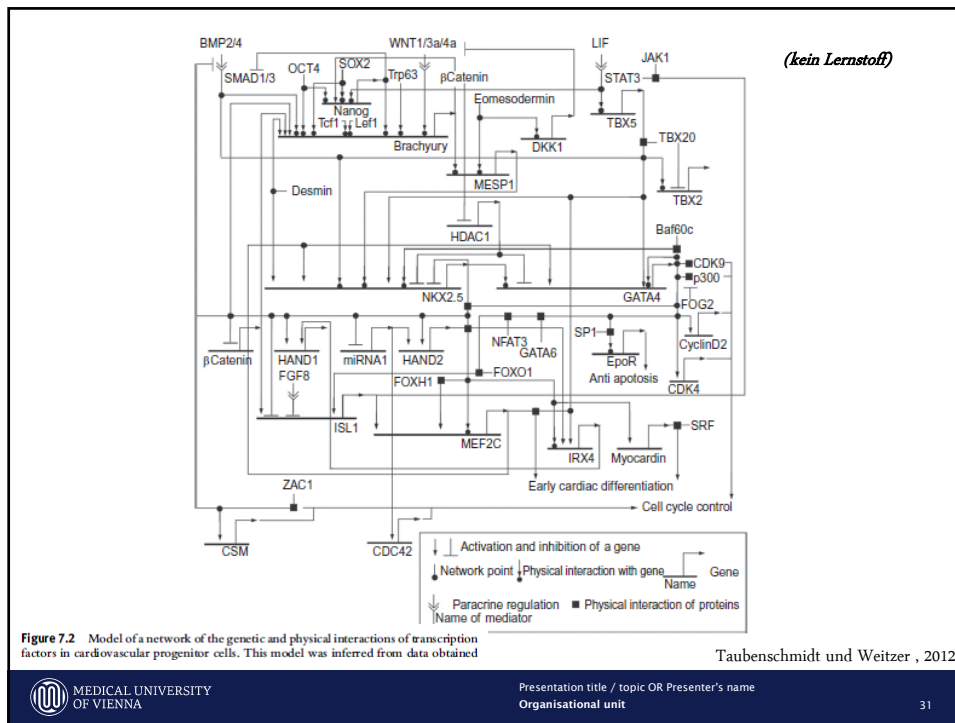 BMP2/4
WNT1/3a/4a
LIF
(kein Lernstoff)
SMAD1/3
OCT4
SOX2
Trp63
βCatenin
STAT3
JAK1
Nanog
Eomesodermin
Tcf1
Lef1
TBX5
Brachyury
DKK1
TBX20
MESP1
Desmin
TBX2
HDAC1
Baf60c
CDK9
p300
NKX2.5
GATA4
FOG2
NFAT3
SP1
CyclinD2
βCatenin
HAND1
miRNA1
HAND2
GATA6
EpoR
FGF8
FOXH1
FOXO1
Anti apotosis
CDK4
ISL1
MEF2C
IRX4
Myocardin
SRF
ZAC1
Early cardiac differentiation
Cell cycle control
CSM
CDC42
Activation and inhibition of a gene
Network point
Physical interaction with gene
Name
Gene
Paracrine regulation
Name of mediator
Physical interaction of proteins
Figure 7.2 Model of a network of the genetic and physical interactions of transcription
factors in cardiovascular progenitor cells. This model was inferred from data obtained
Taubenschmidt und Weitzer , 2012
MEDICAL UNIVERSITY
OF VIENNA
Presentation title / topic OR Presenter's name
Organisational unit
31